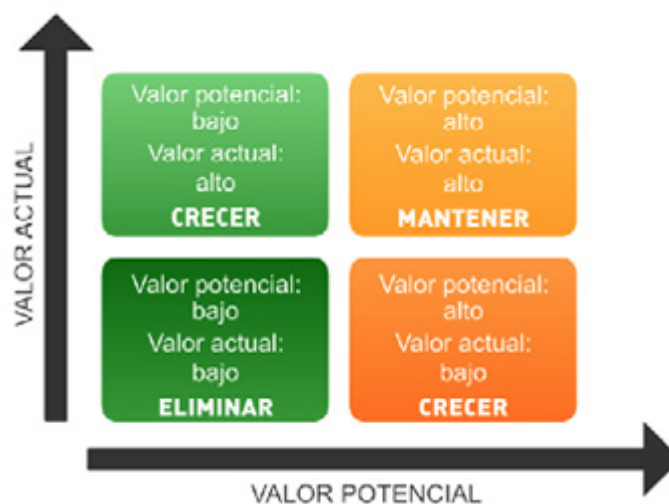 VALOR ACTUAL
Valor potencial:
bajo
Valor actual:
alto
CRECER
Valor potencial:
alto
Valor actual:
alto
MANTENER
Valor potencial:
bajo
Valor actual:
bajo
ELIMINAR
Valor potencial:
alto
Valor actual:
bajo
CRECER
VALOR POTENCIAL